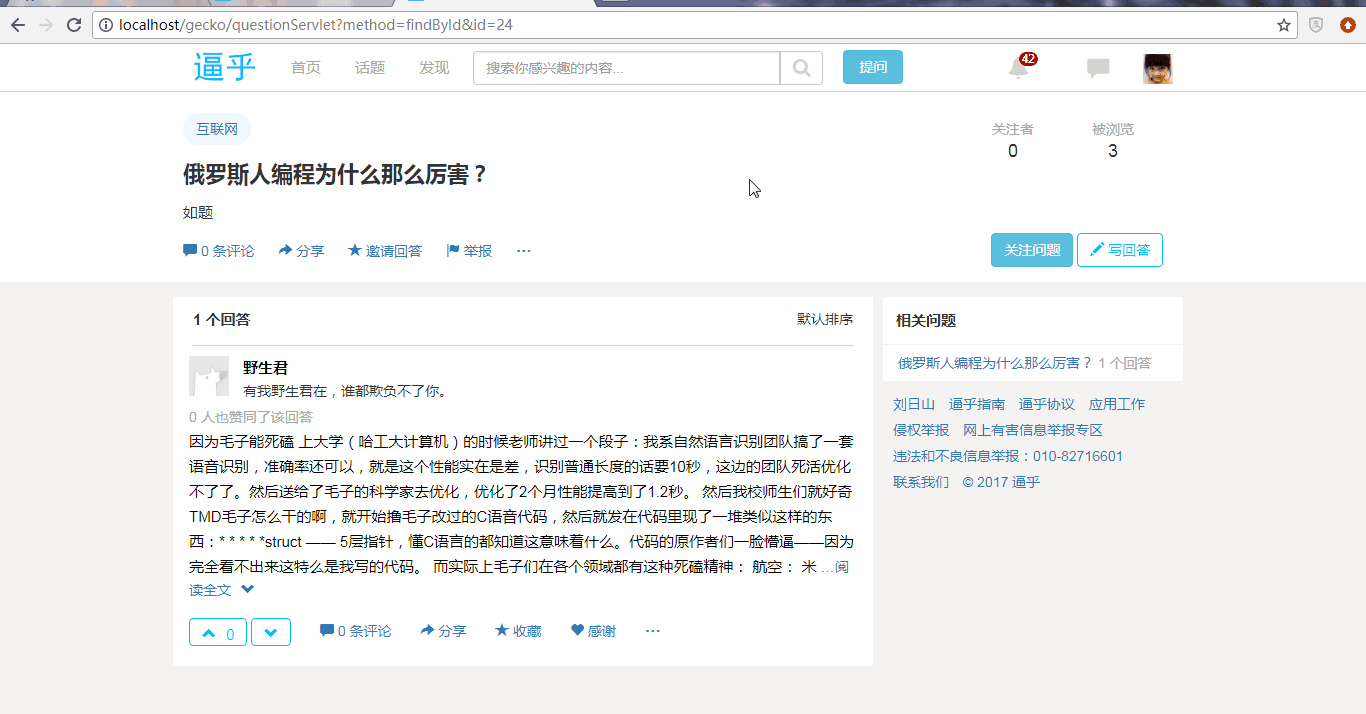 localhost/gecko/questionServlet?method=findById&id=24
逼乎 首页 话题 发现 搜索你感兴趣的内容... 提问 42
互联网
关注者 被浏览
0 3
俄罗斯人编程为什么那么厉害？
如题
0 条评论 分享 邀请回答 举报 ...
关注问题 写回答
1 个回答 默认排序
野生君
有我野生君在，谁都欺负不了你。
0 人也赞同了该回答
因为毛子能死磕 上大学（哈工大计算机）的时候老师讲过一个段子：我系自然语言识别团队搞了一套
语音识别，准确率还可以，就是这个性能实在是差，识别普通长度的话要10秒，这边的团队死活优化
不了了。然后送给了毛子的科学家去优化，优化了2个月性能提高到了1.2秒。 然后我校师生们就好奇
TMD毛子怎么干的啊，就开始撸毛子改过的C语音代码，然后就发在代码里现了一堆类似这样的东
西：* * * * *struct —— 5层指针，懂C语言的都知道这意味着什么。代码的原作者们一脸懵逼——因为
完全看不出来这特么是我写的代码。 而实际上毛子们在各个领域都有这种死磕精神： 航空： 米 ...阅
读全文
0 0 条评论 分享 收藏 感谢 ...
相关问题
俄罗斯人编程为什么那么厉害？ 1 个回答
刘日山 逼乎指南 逼乎协议 应用工作
侵权举报 网上有害信息举报专区
违法和不良信息举报：010-82716601
联系我们 © 2017 逼乎